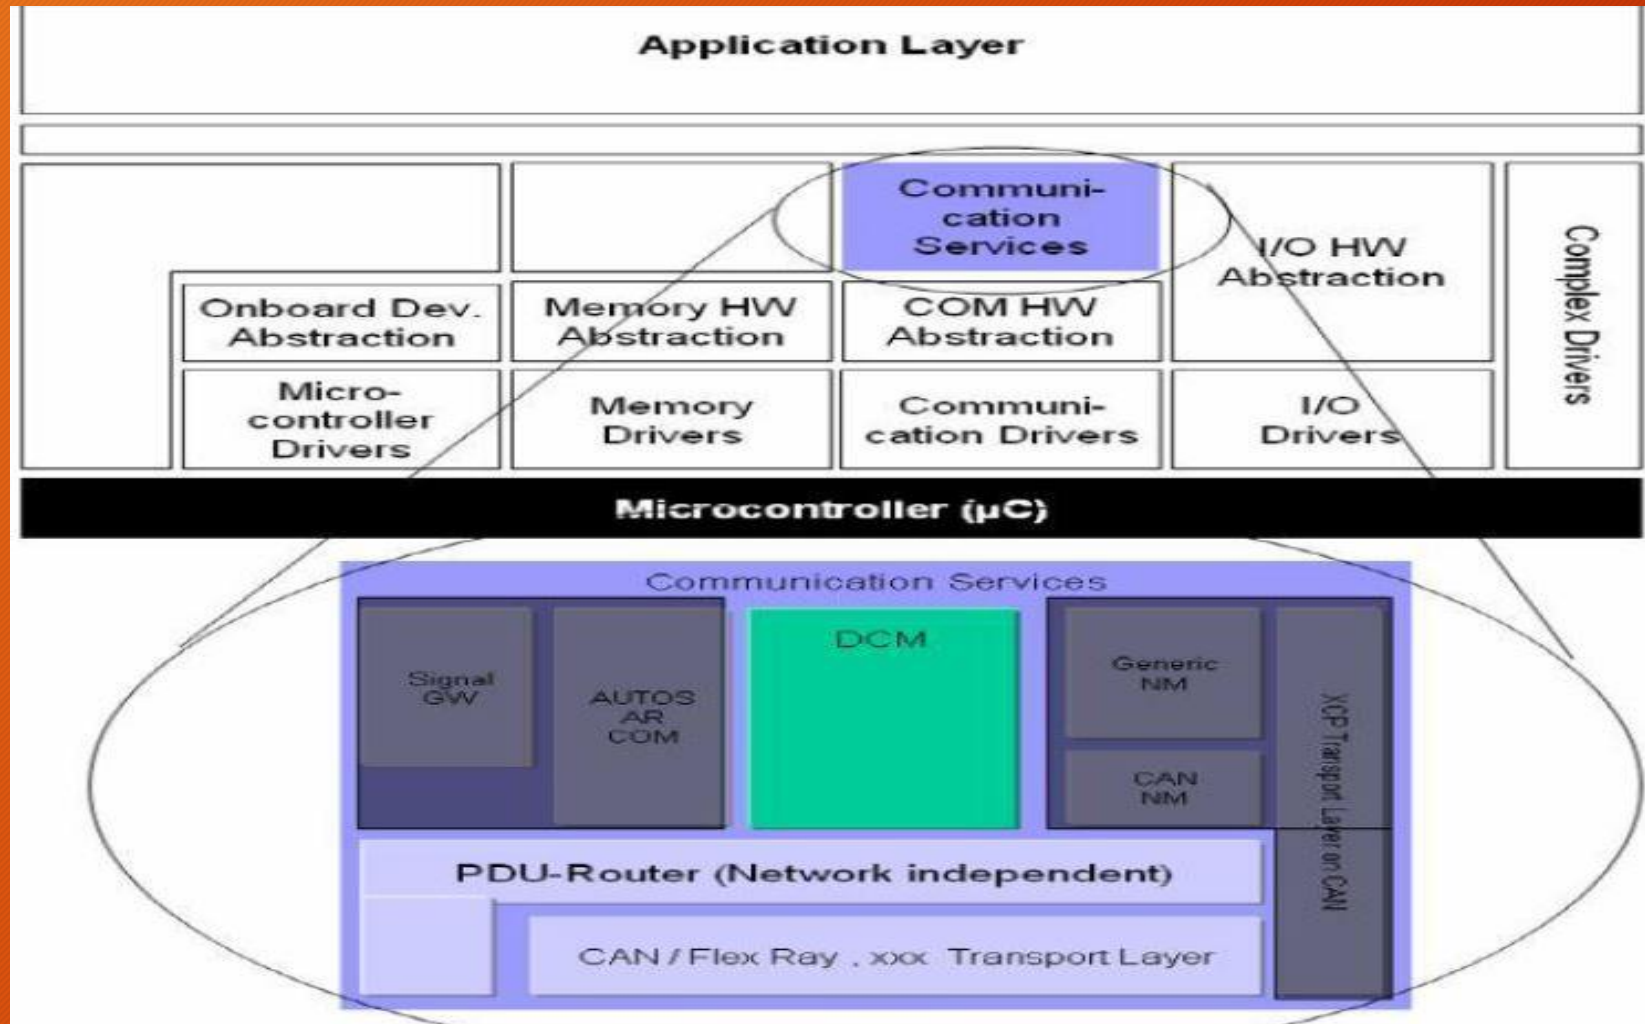 Application Layer
Communi-
cation
Services
I/O HW
Abstraction
Complex Drivers
Onboard Dev.
Abstraction
Memory HW
Abstraction
COM HW
Abstraction
Micro-
controller
Drivers
Memory
Drivers
Communi-
cation Drivers
I/O
Drivers
Microcontroller (µC)
Communication Services
Signal
GW
AUTOS
AR
COM
DCM
Generic
NM
CAN
NM
XCP Transport Layer on CAN
PDU-Router (Network independent)
CAN / Flex Ray , xxx Transport Layer